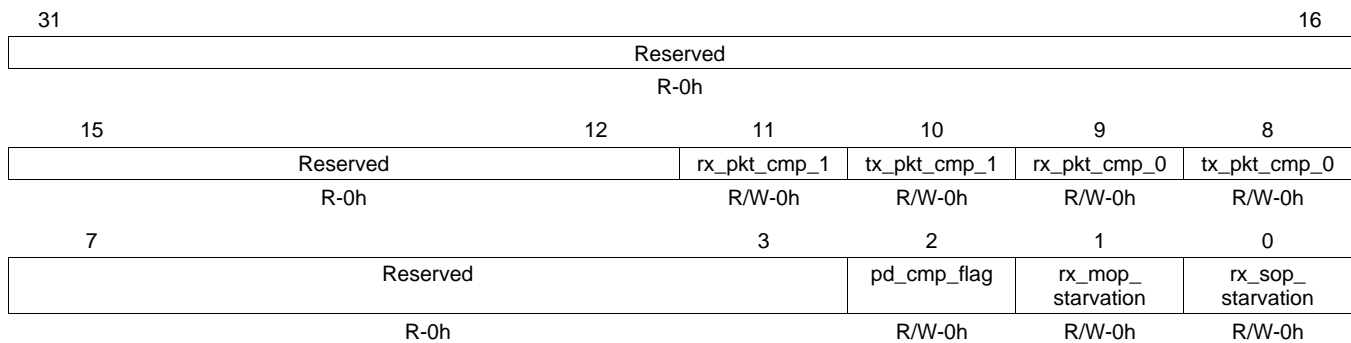 31 16
Reserved
R-0h
15 12 11 10 9 8
Reserved rx_pkt_cmp_1 tx_pkt_cmp_1 rx_pkt_cmp_0 tx_pkt_cmp_0
R-0h R/W-0h R/W-0h R/W-0h R/W-0h
7 3 2 1 0
Reserved pd_cmp_flag rx_mop_ rx_sop_
starvation starvation
R-0h R/W-0h R/W-0h R/W-0h